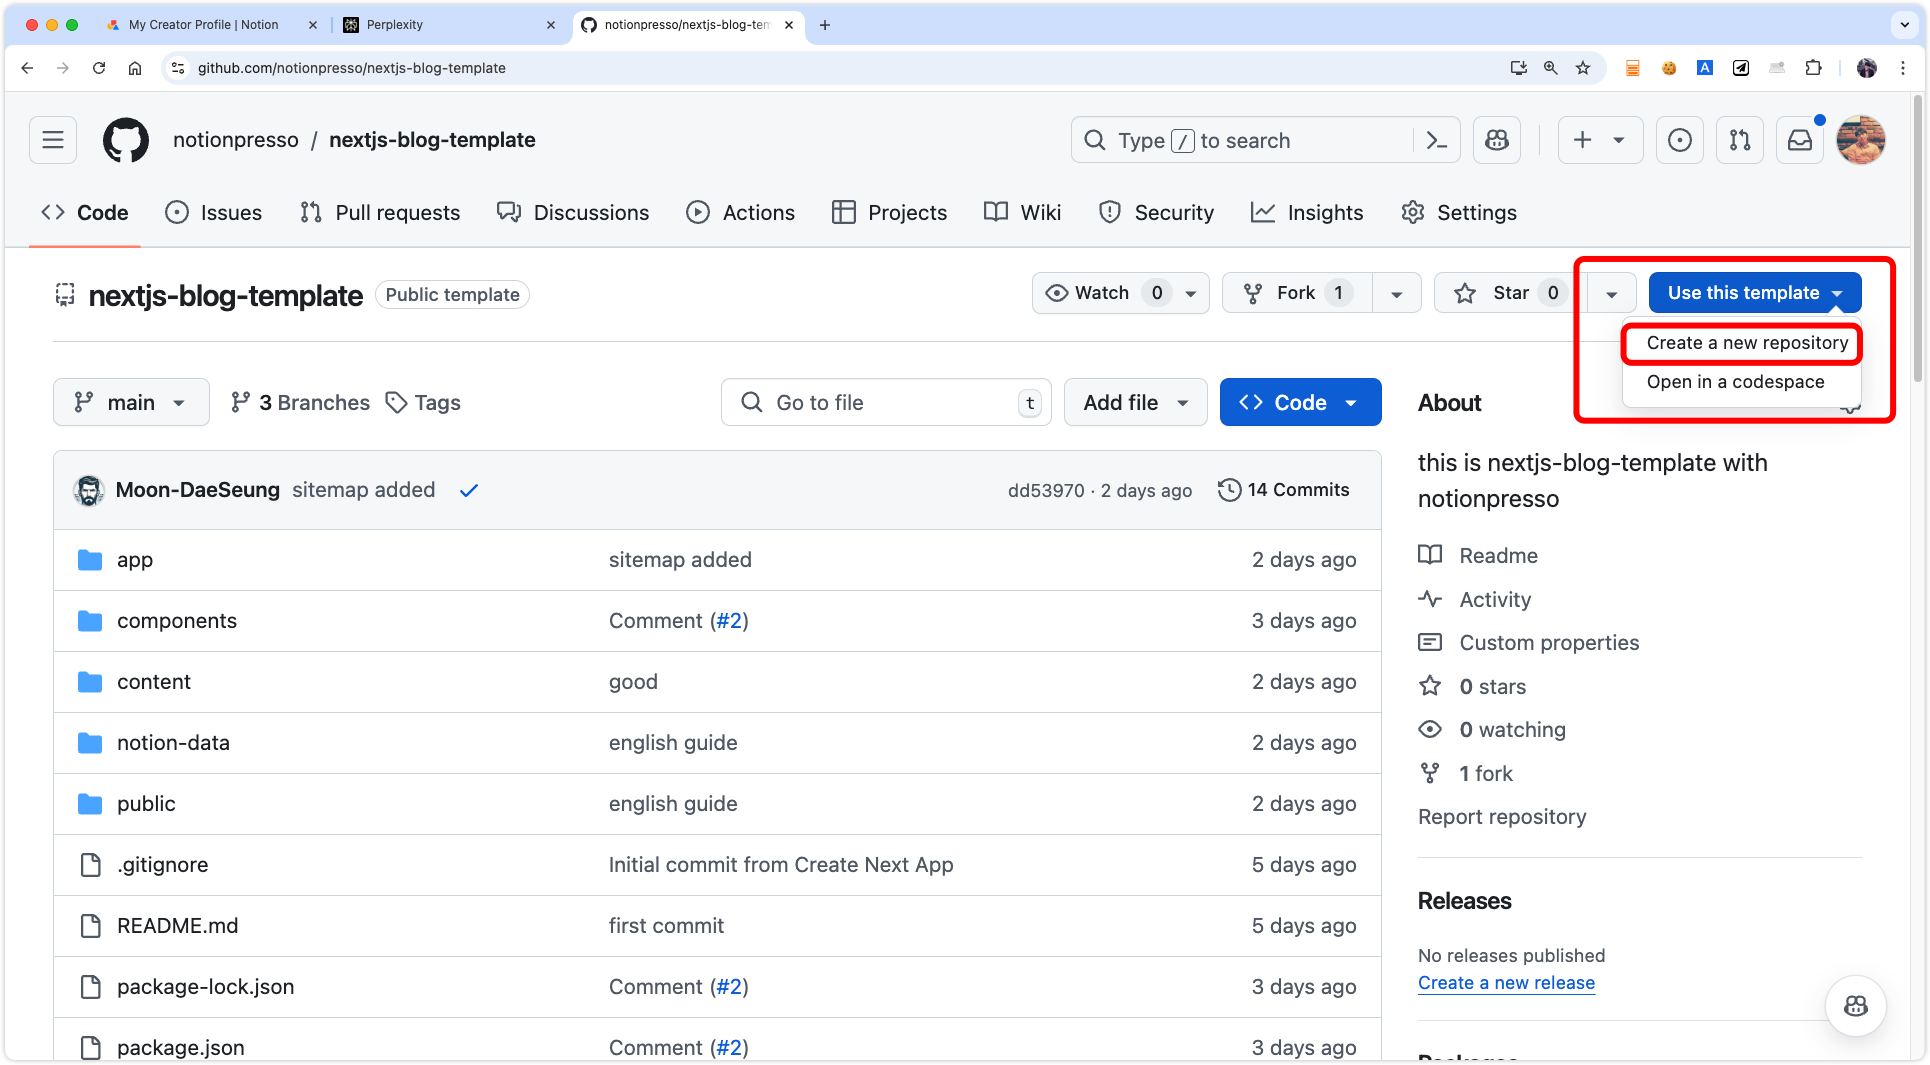 My Creator Profile | Notion
Perplexity
notionpresso/nextjs-blog-tem
github.com/notionpresso/nextjs-blog-template
A
notionpresso / nextjs-blog-template
Type / to search
Code
Issues
Pull requests
Discussions
Actions
Projects
Wiki
Security
Insights
Settings
nextjs-blog-template
Public template
Watch 0
Fork 1
Star 0
Use this template
Create a new repository
Open in a codespace
main
3 Branches
Tags
Go to file
t
Add file
Code
Moon-DaeSeung sitemap added
dd53970 · 2 days ago
14 Commits
app sitemap added 2 days ago
components Comment (#2) 3 days ago
content good 2 days ago
notion-data english guide 2 days ago
public english guide 2 days ago
.gitignore Initial commit from Create Next App 5 days ago
README.md first commit 5 days ago
package-lock.json Comment (#2) 3 days ago
package.json Comment (#2) 3 days ago
About
this is nextjs-blog-template with
notionpresso
Readme
Activity
Custom properties
0 stars
0 watching
1 fork
Report repository
Releases
No releases published
Create a new release